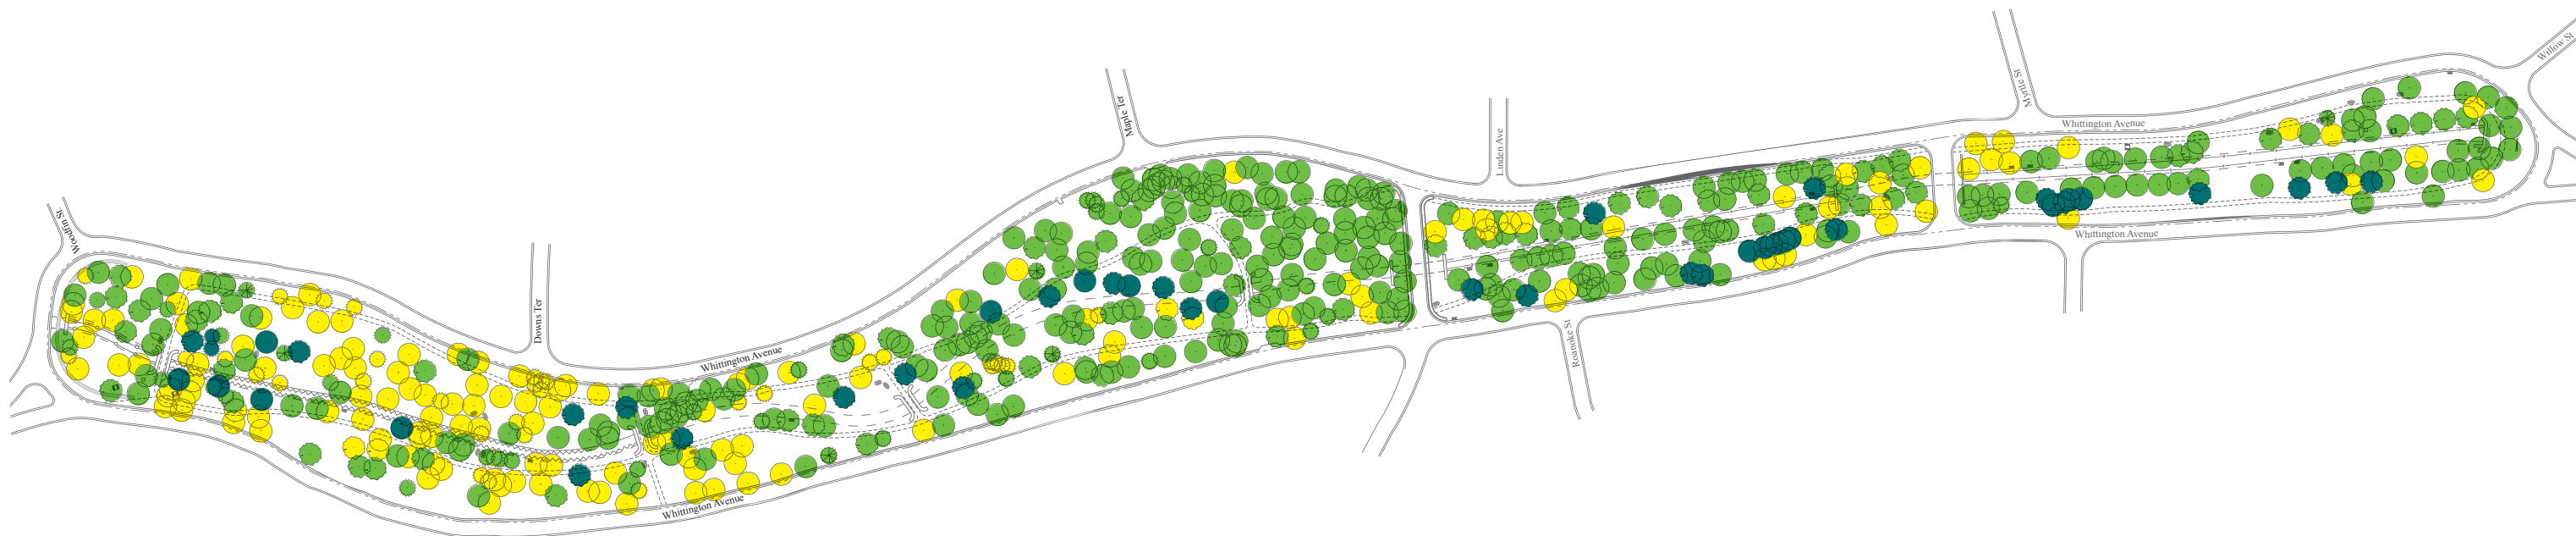 Woodfin St.
Downs Ter
Whittington Avenue
Whittington Avenue
Maple Ter
Linden Ave
Roanoke St
Myrtle St
Whittington Avenue
Whittington Avenue
Willow St